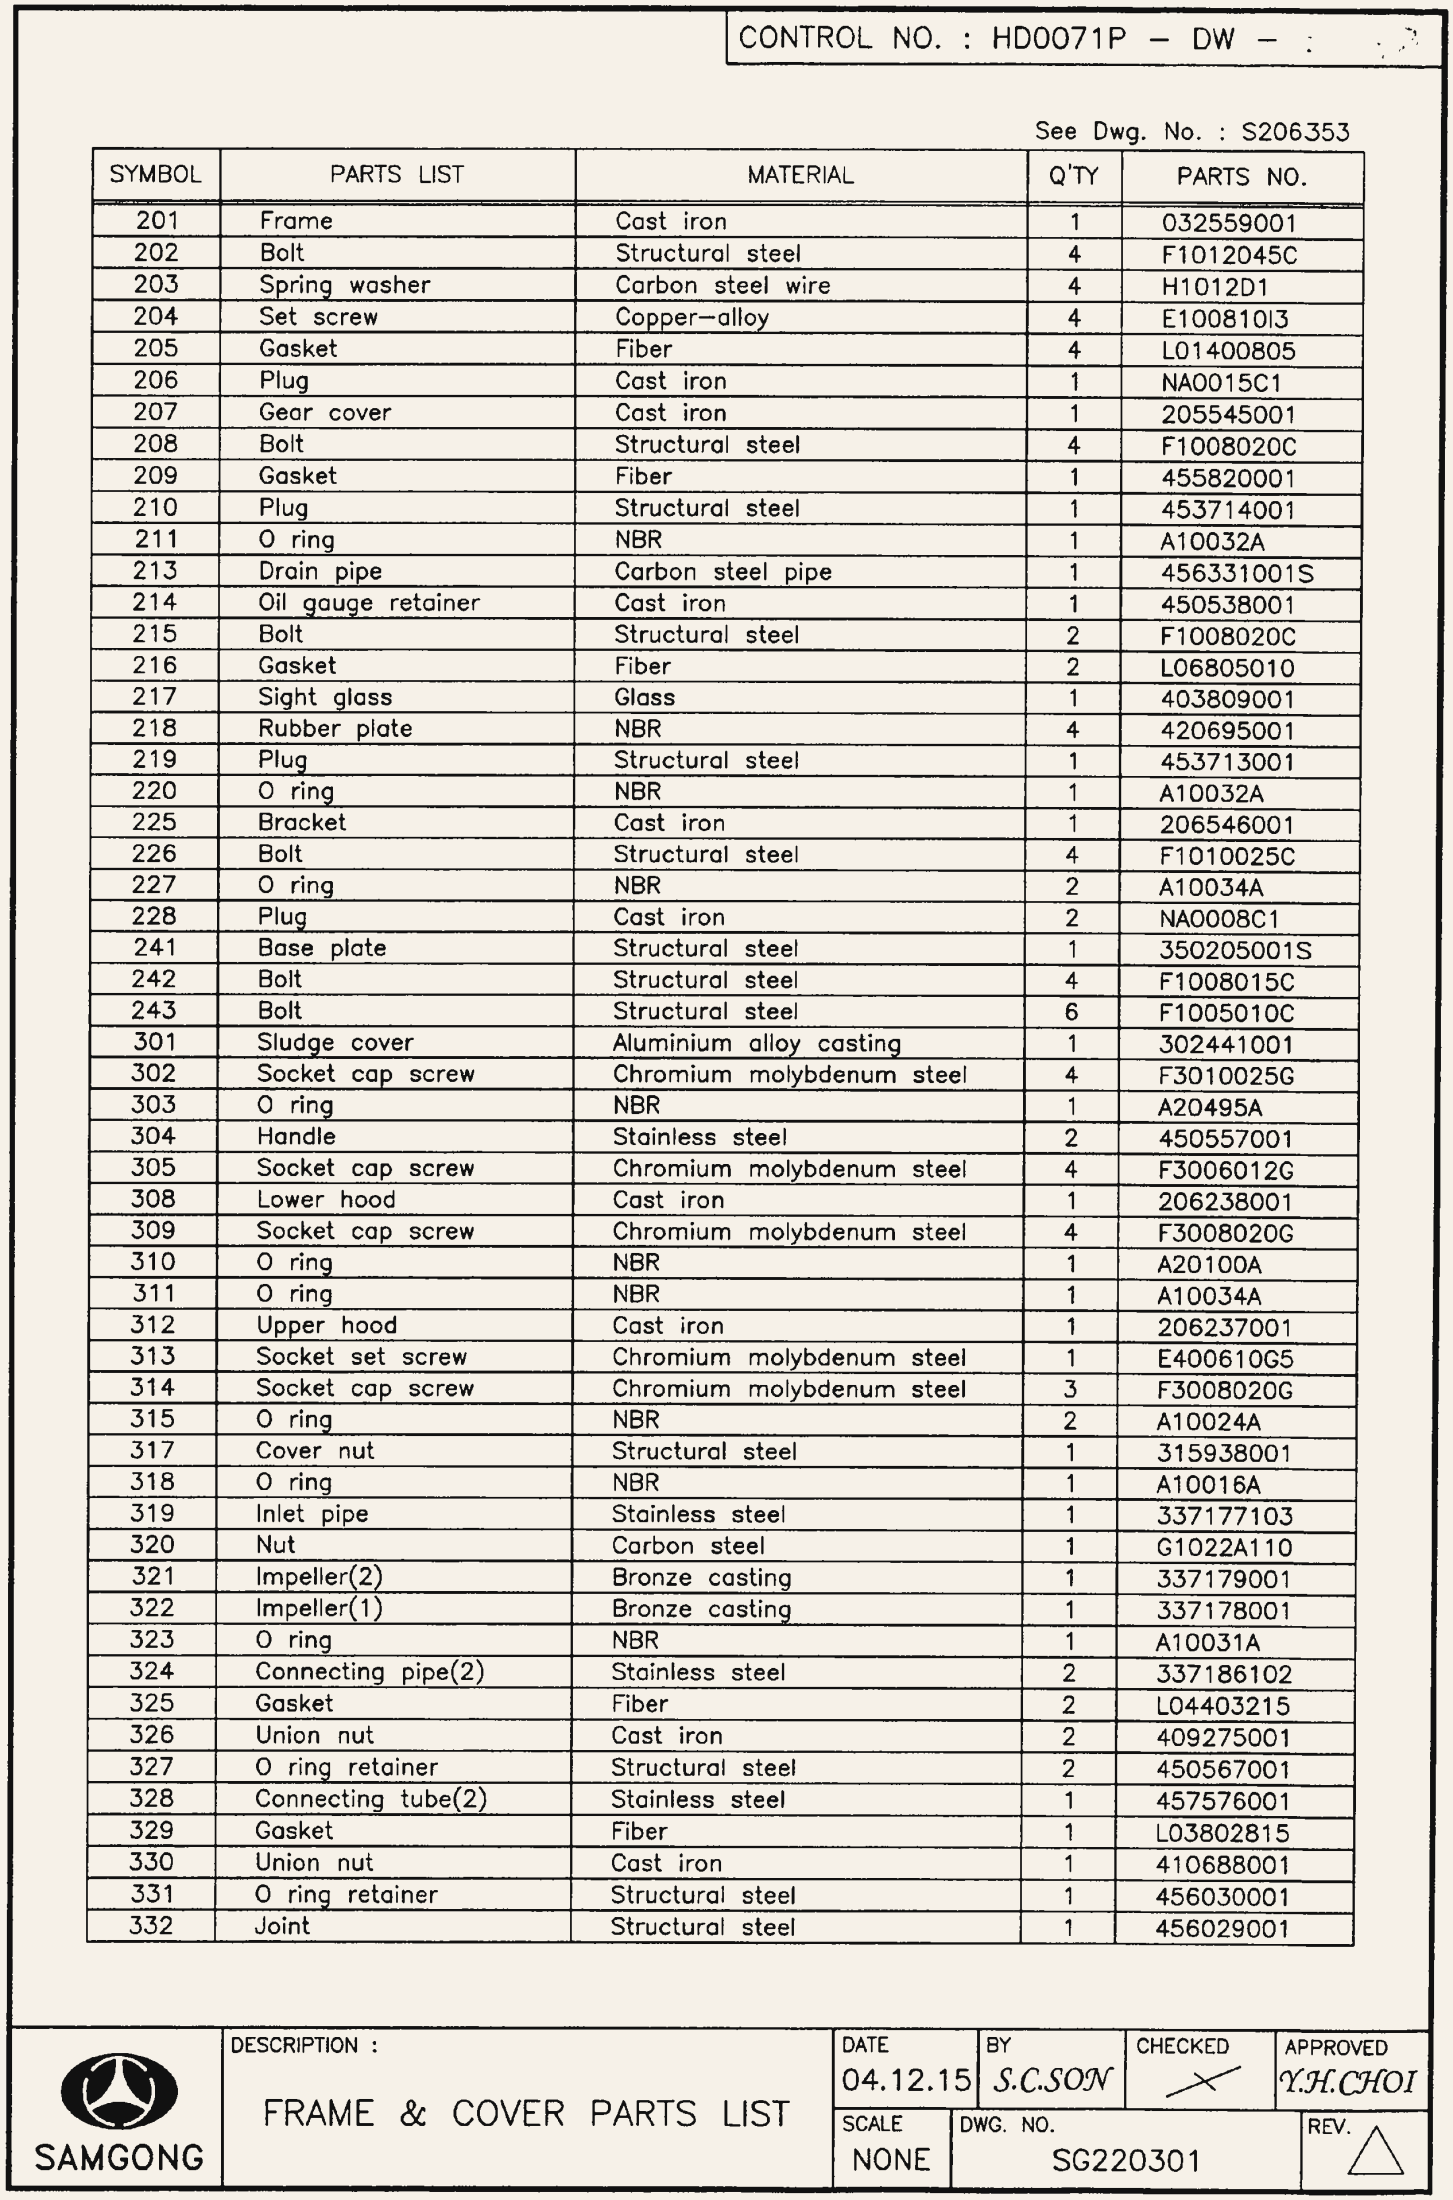 CONTROL NO. : HD0071P – DW – :
See Dwg. No. : S206353
SYMBOL PARTS LIST MATERIAL Q'TY PARTS NO.
201 Frame Cast iron 1 032559001
202 Bolt Structural steel 4 F1012045C
203 Spring washer Carbon steel wire 4 H1012D1
204 Set screw Copper–alloy 4 E100810I3
205 Gasket Fiber 4 L01400805
206 Plug Cast iron 1 NA0015C1
207 Gear cover Cast iron 1 205545001
208 Bolt Structural steel 4 F1008020C
209 Gasket Fiber 1 455820001
210 Plug Structural steel 1 453714001
211 O ring NBR 1 A10032A
213 Drain pipe Carbon steel pipe 1 456331001S
214 Oil gauge retainer Cast iron 1 450538001
215 Bolt Structural steel 2 F1008020C
216 Gasket Fiber 2 L06805010
217 Sight glass Glass 1 403809001
218 Rubber plate NBR 4 420695001
219 Plug Structural steel 1 453713001
220 O ring NBR 1 A10032A
225 Bracket Cast iron 1 206546001
226 Bolt Structural steel 4 F1010025C
227 O ring NBR 2 A10034A
228 Plug Cast iron 2 NA0008C1
241 Base plate Structural steel 1 350205001S
242 Bolt Structural steel 4 F1008015C
243 Bolt Structural steel 6 F1005010C
301 Sludge cover Aluminium alloy casting 1 302441001
302 Socket cap screw Chromium molybdenum steel 4 F3010025G
303 O ring NBR 1 A20495A
304 Handle Stainless steel 2 450557001
305 Socket cap screw Chromium molybdenum steel 4 F3006012G
308 Lower hood Cast iron 1 206238001
309 Socket cap screw Chromium molybdenum steel 4 F3008020G
310 O ring NBR 1 A20100A
311 O ring NBR 1 A10034A
312 Upper hood Cast iron 1 206237001
313 Socket set screw Chromium molybdenum steel 1 E400610G5
314 Socket cap screw Chromium molybdenum steel 3 F3008020G
315 O ring NBR 2 A10024A
317 Cover nut Structural steel 1 315938001
318 O ring NBR 1 A10016A
319 Inlet pipe Stainless steel 1 337177103
320 Nut Carbon steel 1 G1022A110
321 Impeller(2) Bronze casting 1 337179001
322 Impeller(1) Bronze casting 1 337178001
323 O ring NBR 1 A10031A
324 Connecting pipe(2) Stainless steel 2 337186102
325 Gasket Fiber 2 L04403215
326 Union nut Cast iron 2 409275001
327 O ring retainer Structural steel 2 450567001
328 Connecting tube(2) Stainless steel 1 457576001
329 Gasket Fiber 1 L03802815
330 Union nut Cast iron 1 410688001
331 O ring retainer Structural steel 1 456030001
332 Joint Structural steel 1 456029001
SAMGONG
DESCRIPTION :
FRAME & COVER PARTS LIST
DATE BY CHECKED APPROVED
04.12.15 S.C.SON Y.H.CHOI
SCALE DWG. NO. REV.
NONE SG220301